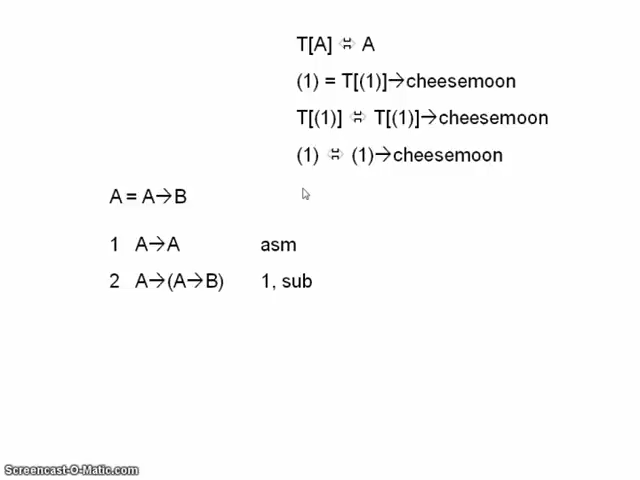 T[A] ⇔ A
(1) = T[(1)]→cheesemoon
T[(1)] ⇔ T[(1)]→cheesemoon
(1) ⇔ (1)→cheesemoon
A = A→B
1 A→A asm
2 A→(A→B) 1, sub
Screencast-O-Matic.com